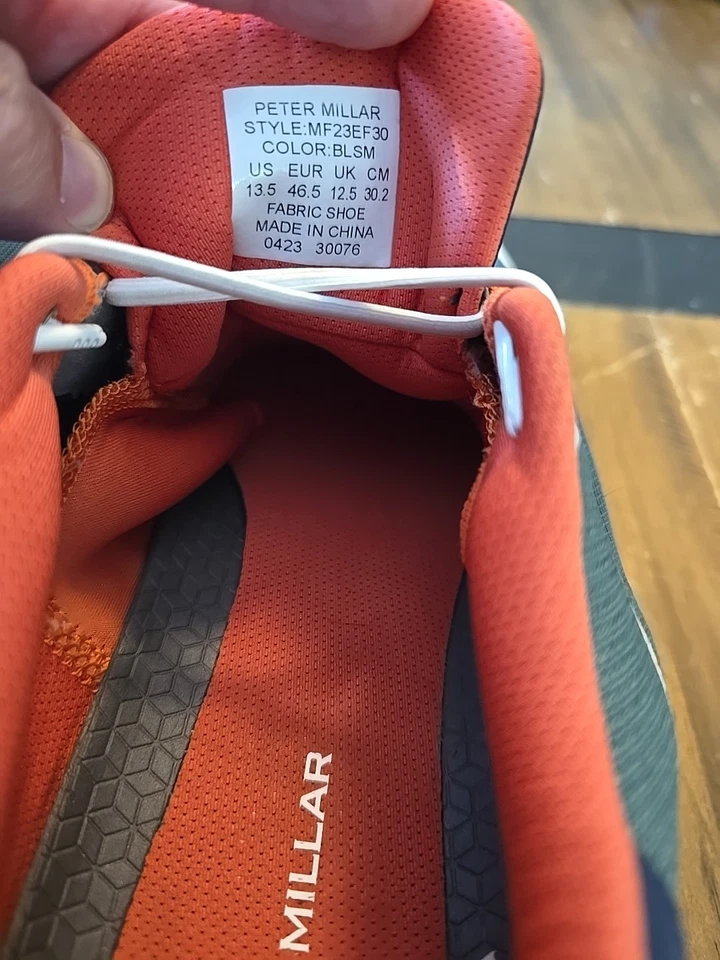 PETER MILLAR
STYLE:MF23EF30
COLOR:BLSM
US EUR UK CM
13.5 46.5 12.5 30.2
FABRIC SHOE
MADE IN CHINA
0423 30076
MILLAR